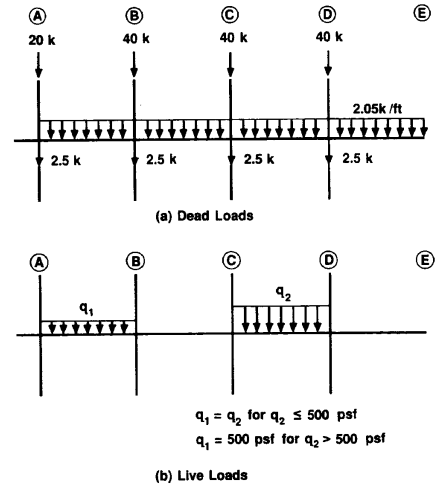 A B C D E
20 k 40 k 40 k 40 k
2.05k /ft
2.5 k 2.5 k 2.5 k 2.5 k
(a) Dead Loads
A B C D E
q1 q2
q1 = q2 for q2 ≤ 500 psf
q1 = 500 psf for q2 > 500 psf
(b) Live Loads